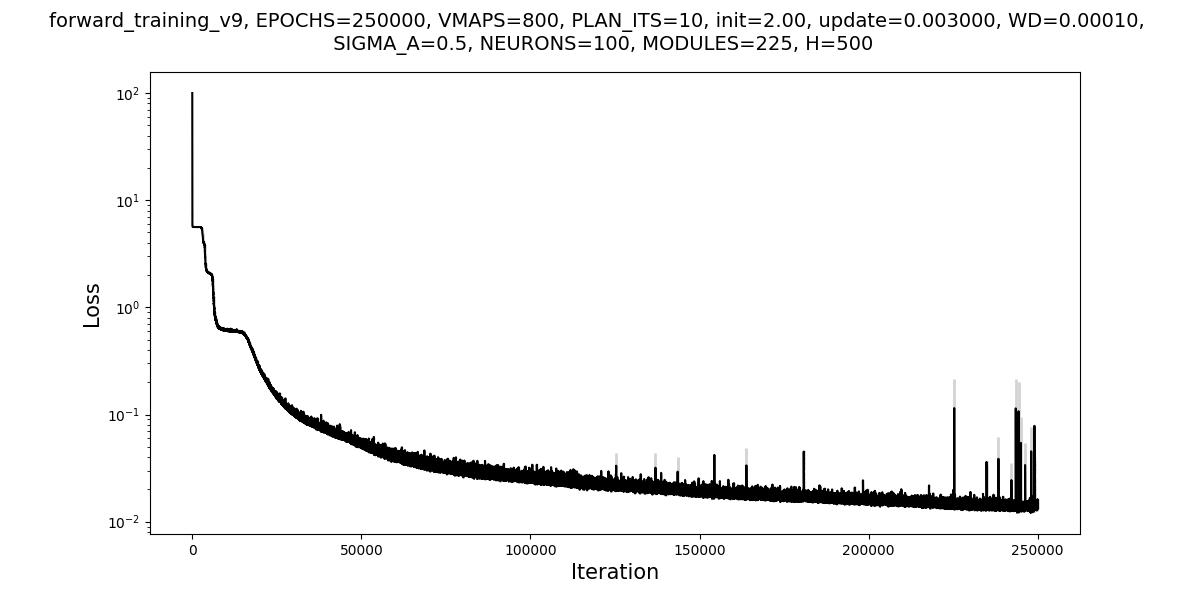 forward_training_v9, EPOCHS=250000, VMAPS=800, PLAN_ITS=10, init=2.00, update=0.003000, WD=0.00010,
SIGMA_A=0.5, NEURONS=100, MODULES=225, H=500
10²
10¹
10⁰
10⁻¹
10⁻²
Loss
0 50000 100000 150000 200000 250000
Iteration